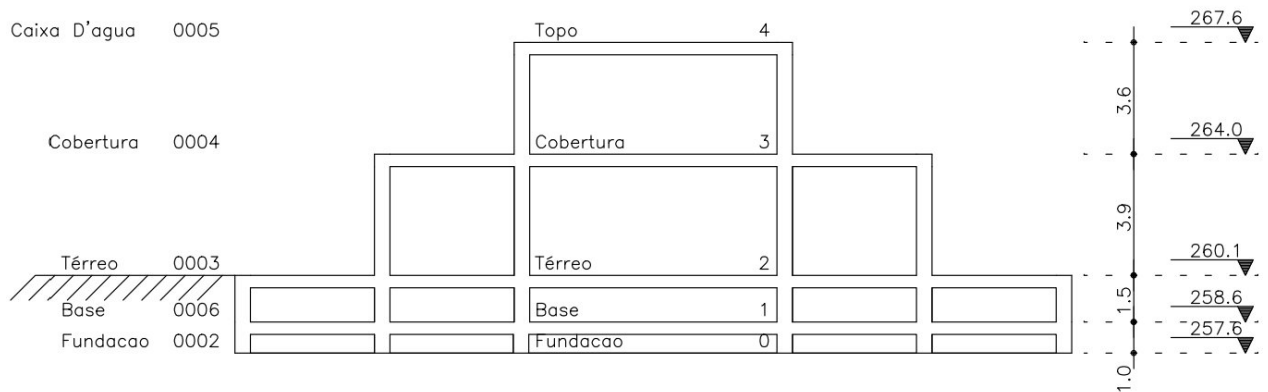 Caixa D'agua 0005 Topo 4 267.6
3.6
Cobertura 0004 Cobertura 3 264.0
3.9
Térreo 0003 Térreo 2 260.1
1.5
Base 0006 Base 1 258.6
Fundacao 0002 Fundacao 0 257.6
1.0